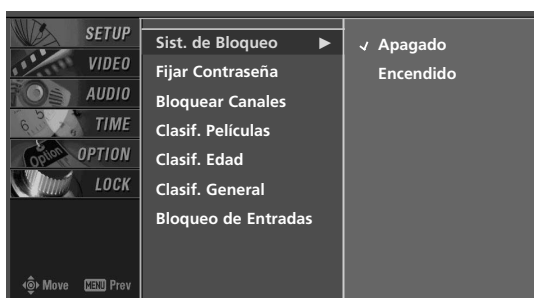 SETUP
VIDEO
AUDIO
TIME
OPTION
LOCK
Option
Move MENU Prev
Sist. de Bloqueo
Fijar Contraseña
Bloquear Canales
Clasif. Películas
Clasif. Edad
Clasif. General
Bloqueo de Entradas
Apagado
Encendido